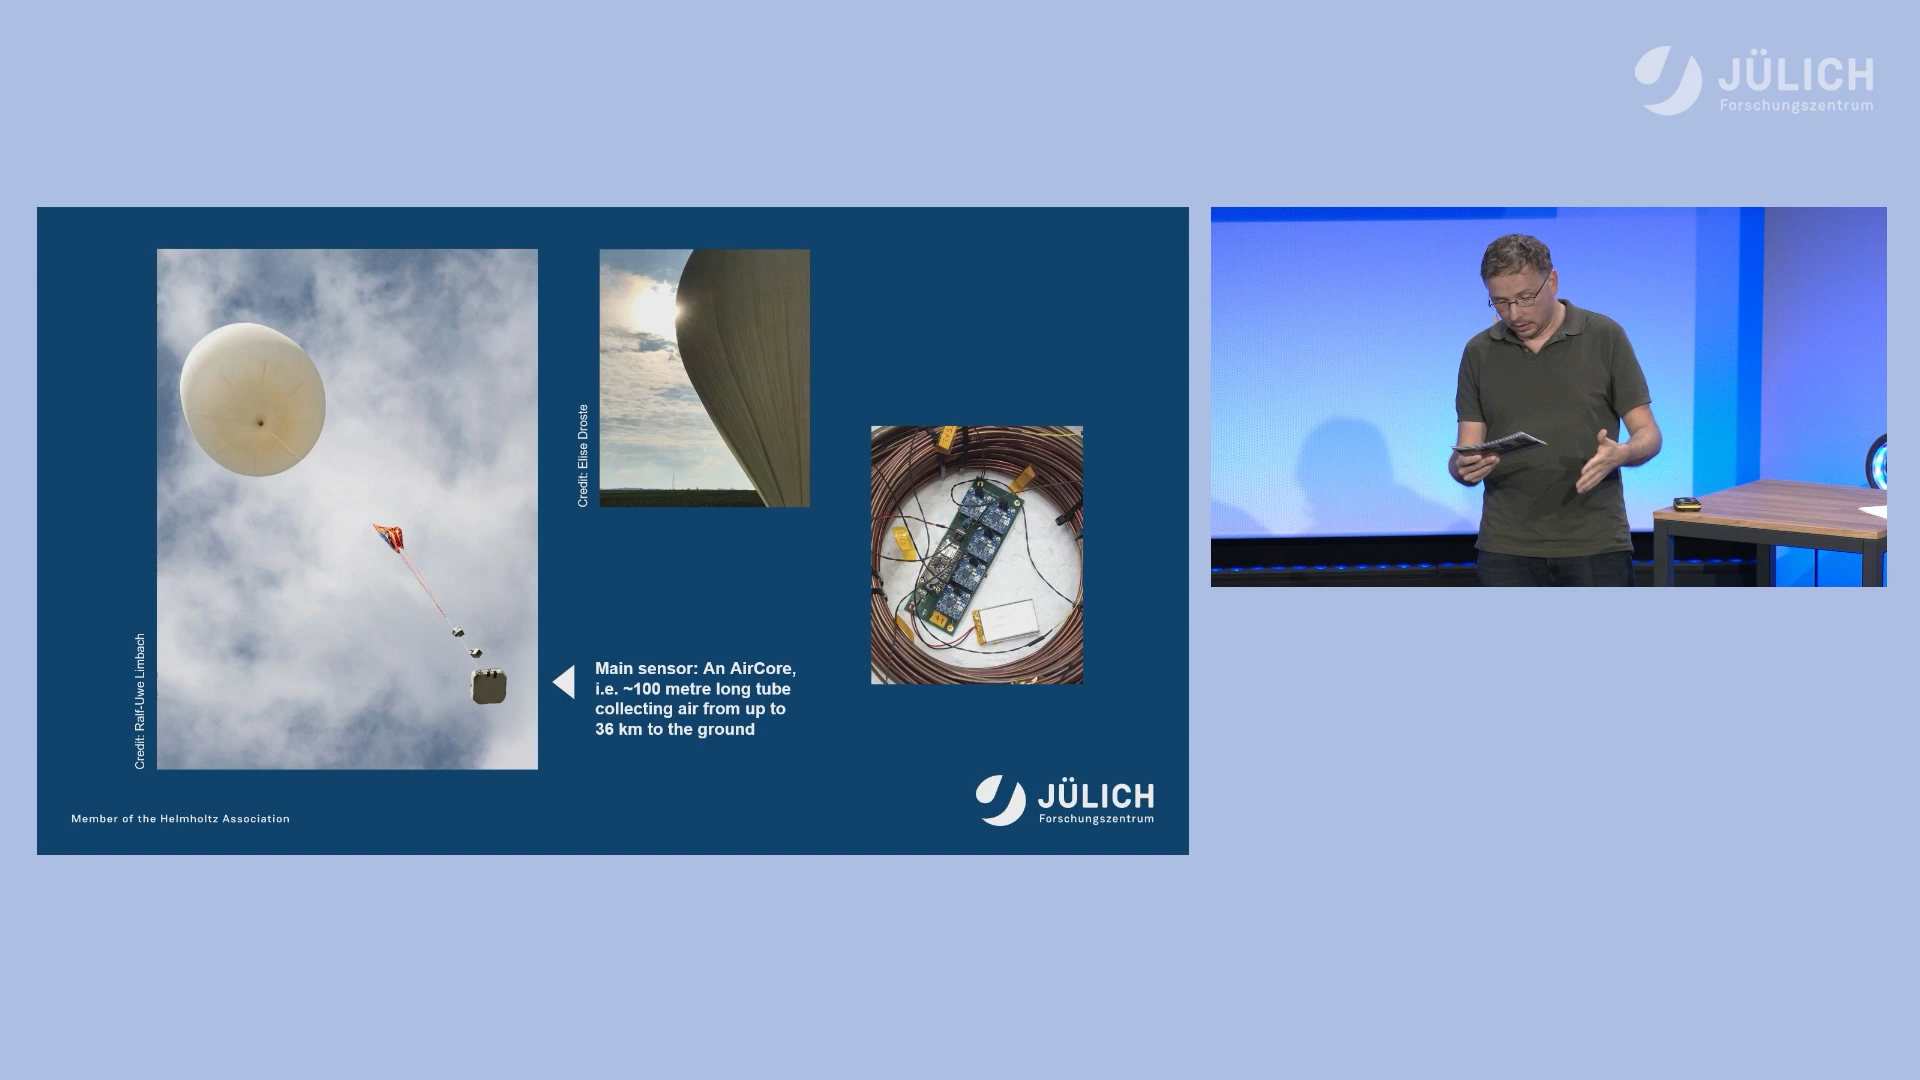 JÜLICH
Forschungszentrum
Credit: Ralf-Uwe Limbach
Credit: Elise Droste
Main sensor: An AirCore,
i.e. ~100 metre long tube
collecting air from up to
36 km to the ground
Member of the Helmholtz Association
JÜLICH
Forschungszentrum